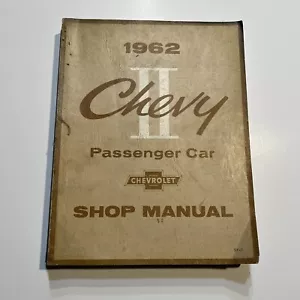 1962
Chevy II
Passenger Car
CHEVROLET
SHOP MANUAL